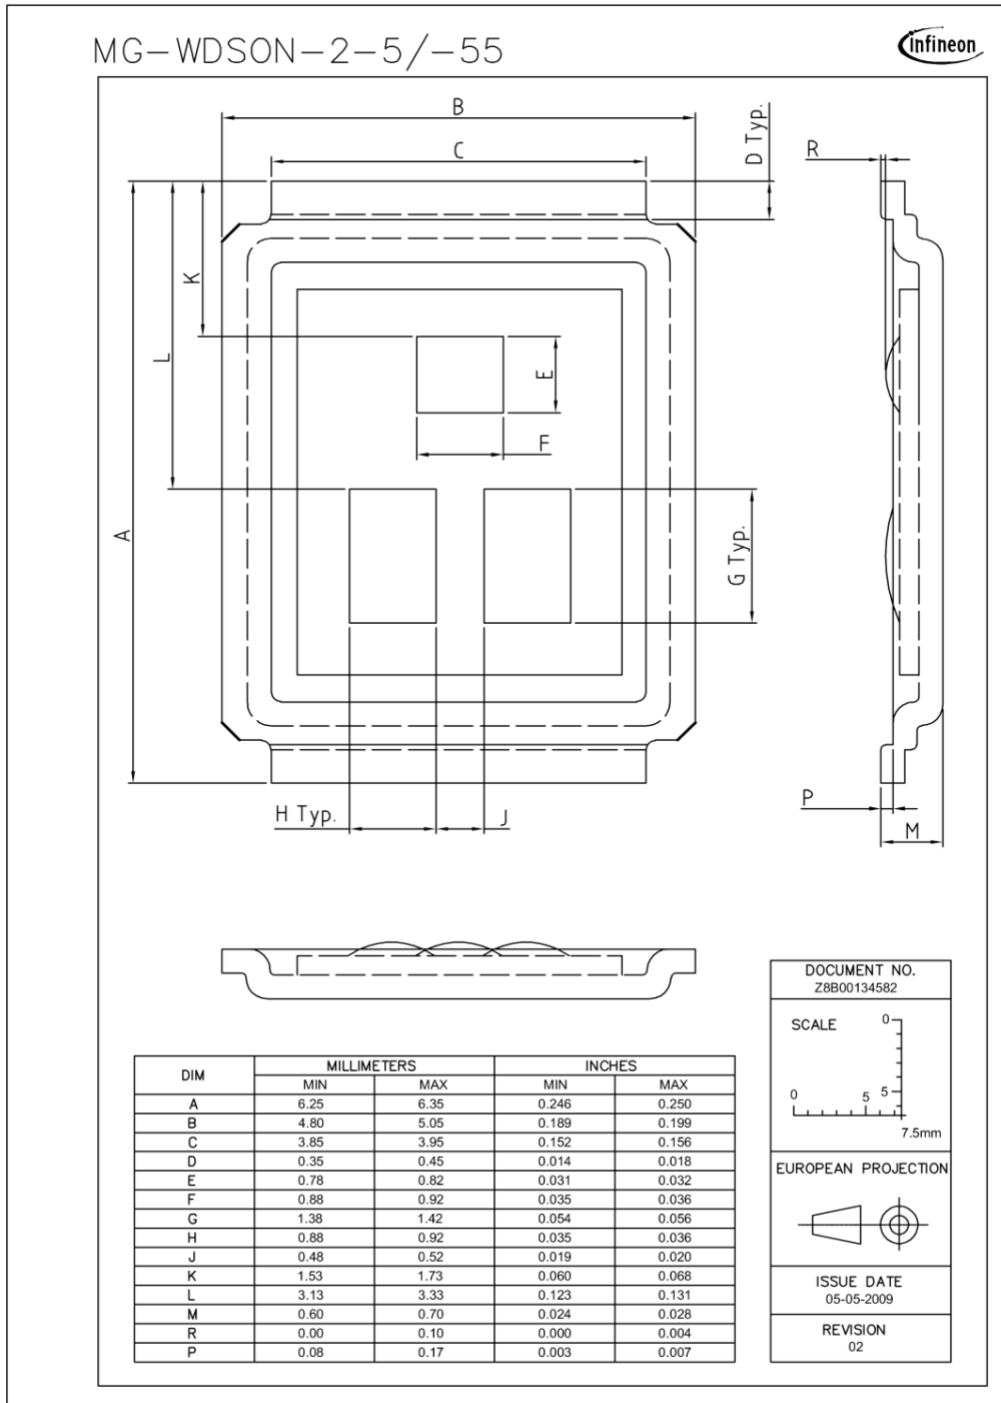 MG-WDSON-2-5/-55
infineon
B
C
D Typ.
R
K
L
A
E
F
G Typ.
H Typ.
J
P
M
DIM MILLIMETERS INCHES
MIN MAX MIN MAX
A 6.25 6.35 0.246 0.250
B 4.80 5.05 0.189 0.199
C 3.85 3.95 0.152 0.156
D 0.35 0.45 0.014 0.018
E 0.78 0.82 0.031 0.032
F 0.88 0.92 0.035 0.036
G 1.38 1.42 0.054 0.056
H 0.88 0.92 0.035 0.036
J 0.48 0.52 0.019 0.020
K 1.53 1.73 0.060 0.068
L 3.13 3.33 0.123 0.131
M 0.60 0.70 0.024 0.028
R 0.00 0.10 0.000 0.004
P 0.08 0.17 0.003 0.007
DOCUMENT NO.
Z8B00134582
SCALE
0
5
0
5
7.5mm
EUROPEAN PROJECTION
ISSUE DATE
05-05-2009
REVISION
02